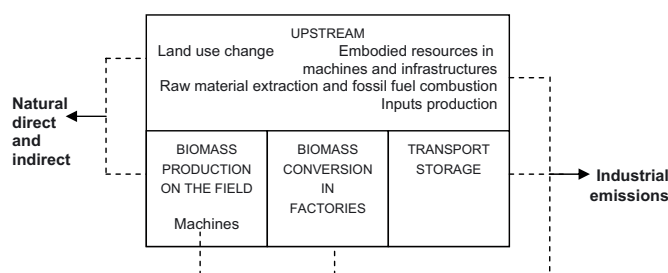 UPSTREAM
Land use change
Embodied resources in
machines and infrastructures
Raw material extraction and fossil fuel combustion
Inputs production
Natural
direct
and
indirect
BIOMASS
PRODUCTION
ON THE FIELD
Machines
BIOMASS
CONVERSION
IN
FACTORIES
TRANSPORT
STORAGE
Industrial
emissions